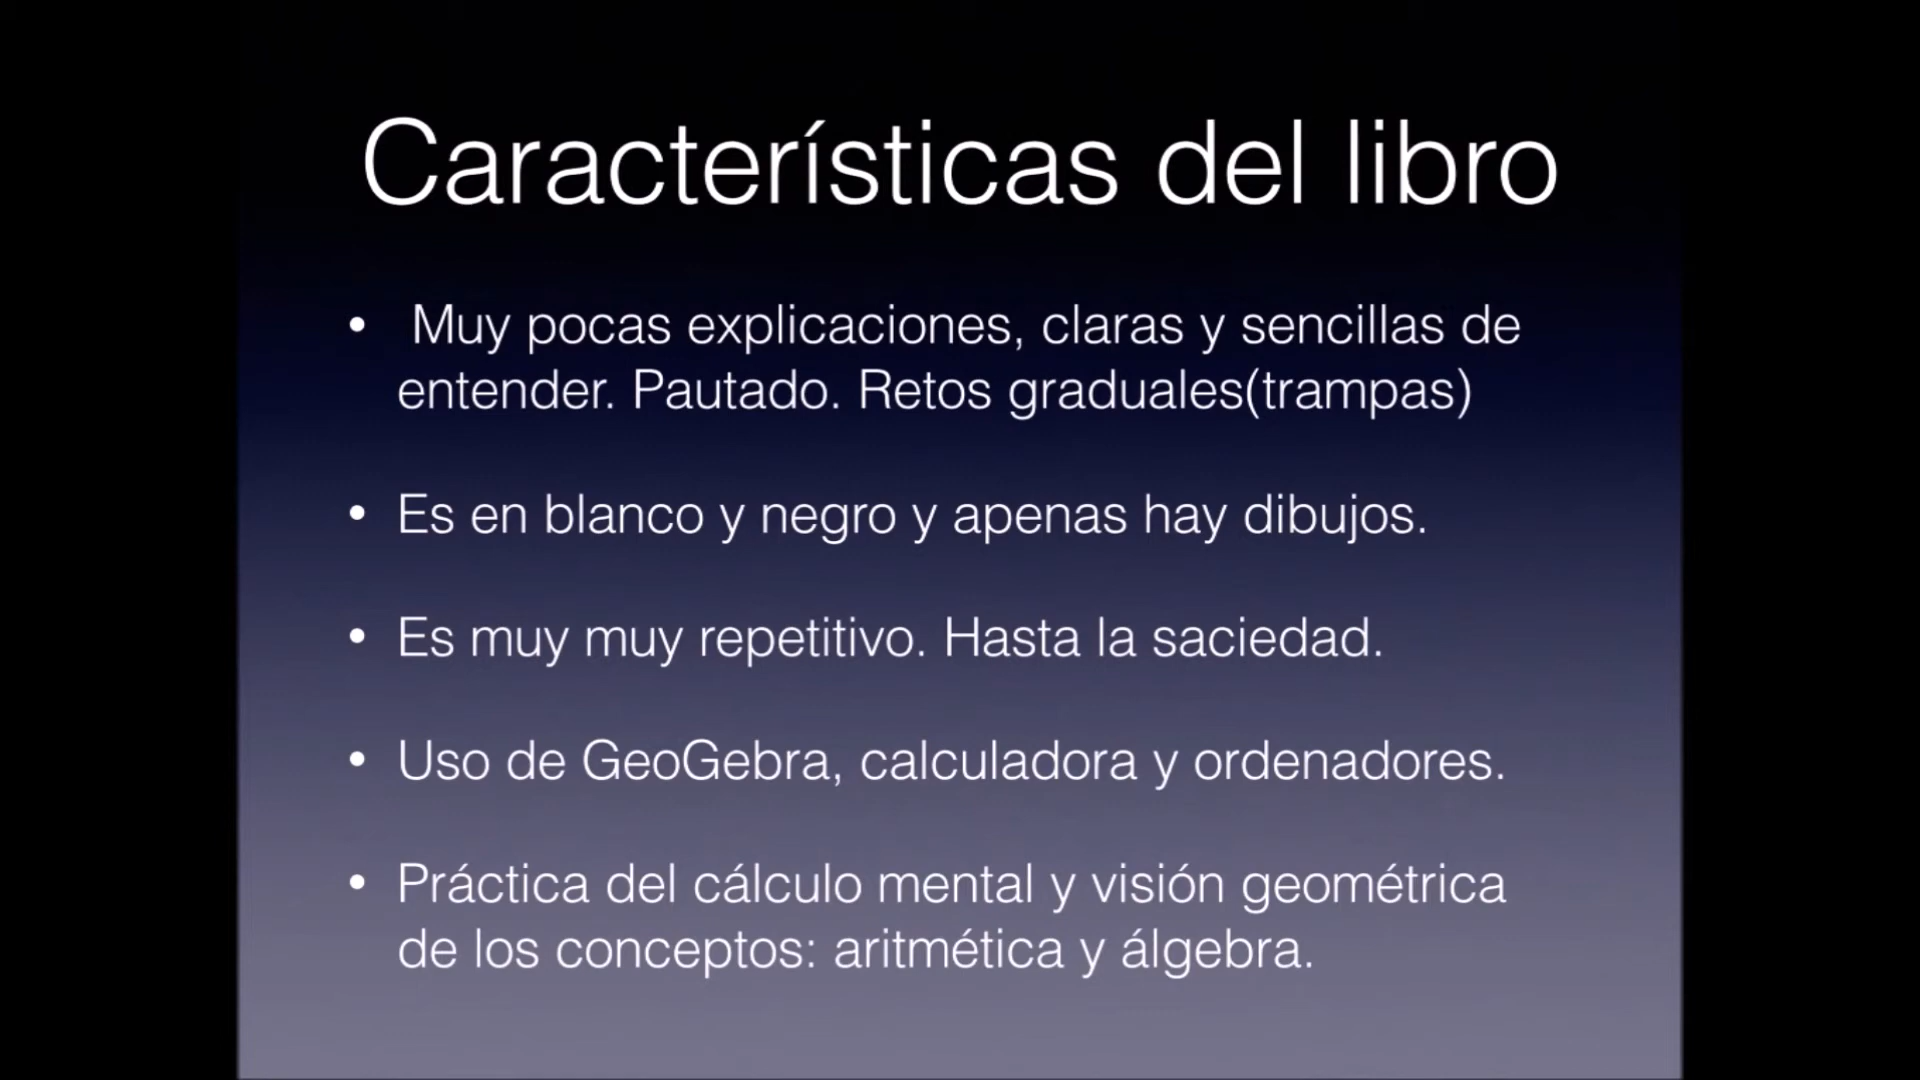 Características del libro
• Muy pocas explicaciones, claras y sencillas de
entender. Pautado. Retos graduales(trampas)
• Es en blanco y negro y apenas hay dibujos.
• Es muy muy repetitivo. Hasta la saciedad.
• Uso de GeoGebra, calculadora y ordenadores.
• Práctica del cálculo mental y visión geométrica
de los conceptos: aritmética y álgebra.